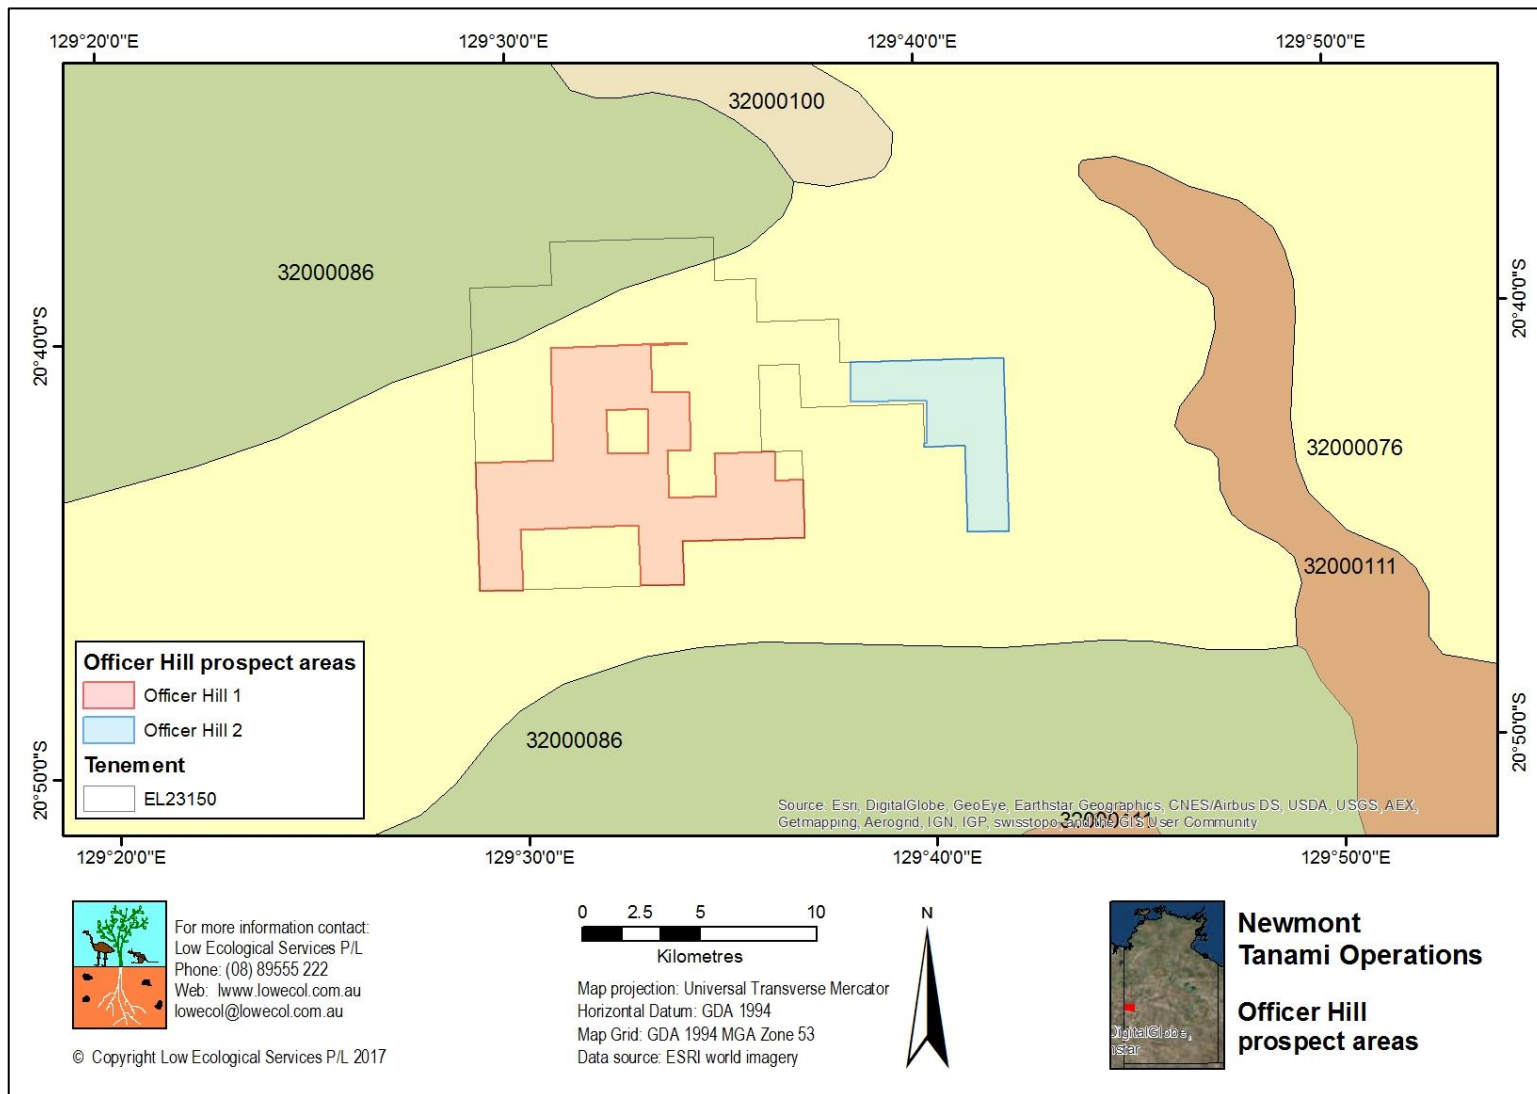 129°20'0"E
129°30'0"E
129°40'0"E
129°50'0"E
32000100
32000086
20°40'0"S
20°40'0"S
32000076
32000111
Officer Hill prospect areas
Officer Hill 1
Officer Hill 2
Tenement
EL23150
32000086
20°50'0"S
20°50'0"S
Source: Esri, DigitalGlobe, GeoEye, Earthstar Geographics, CNES/Airbus DS, USDA, USGS, AEX,
Getmapping, Aerogrid, IGN, IGP, swisstopo, and the GIS User Community
32000111
129°20'0"E
129°30'0"E
129°40'0"E
129°50'0"E
For more information contact:
Low Ecological Services P/L
Phone: (08) 89555 222
Web: lwww.lowecol.com.au
lowecol@lowecol.com.au
© Copyright Low Ecological Services P/L 2017
0 2.5 5 10
Kilometres
Map projection: Universal Transverse Mercator
Horizontal Datum: GDA 1994
Map Grid: GDA 1994 MGA Zone 53
Data source: ESRI world imagery
N
DigitalGlobe,
Newmont
Tanami Operations
Officer Hill
prospect areas